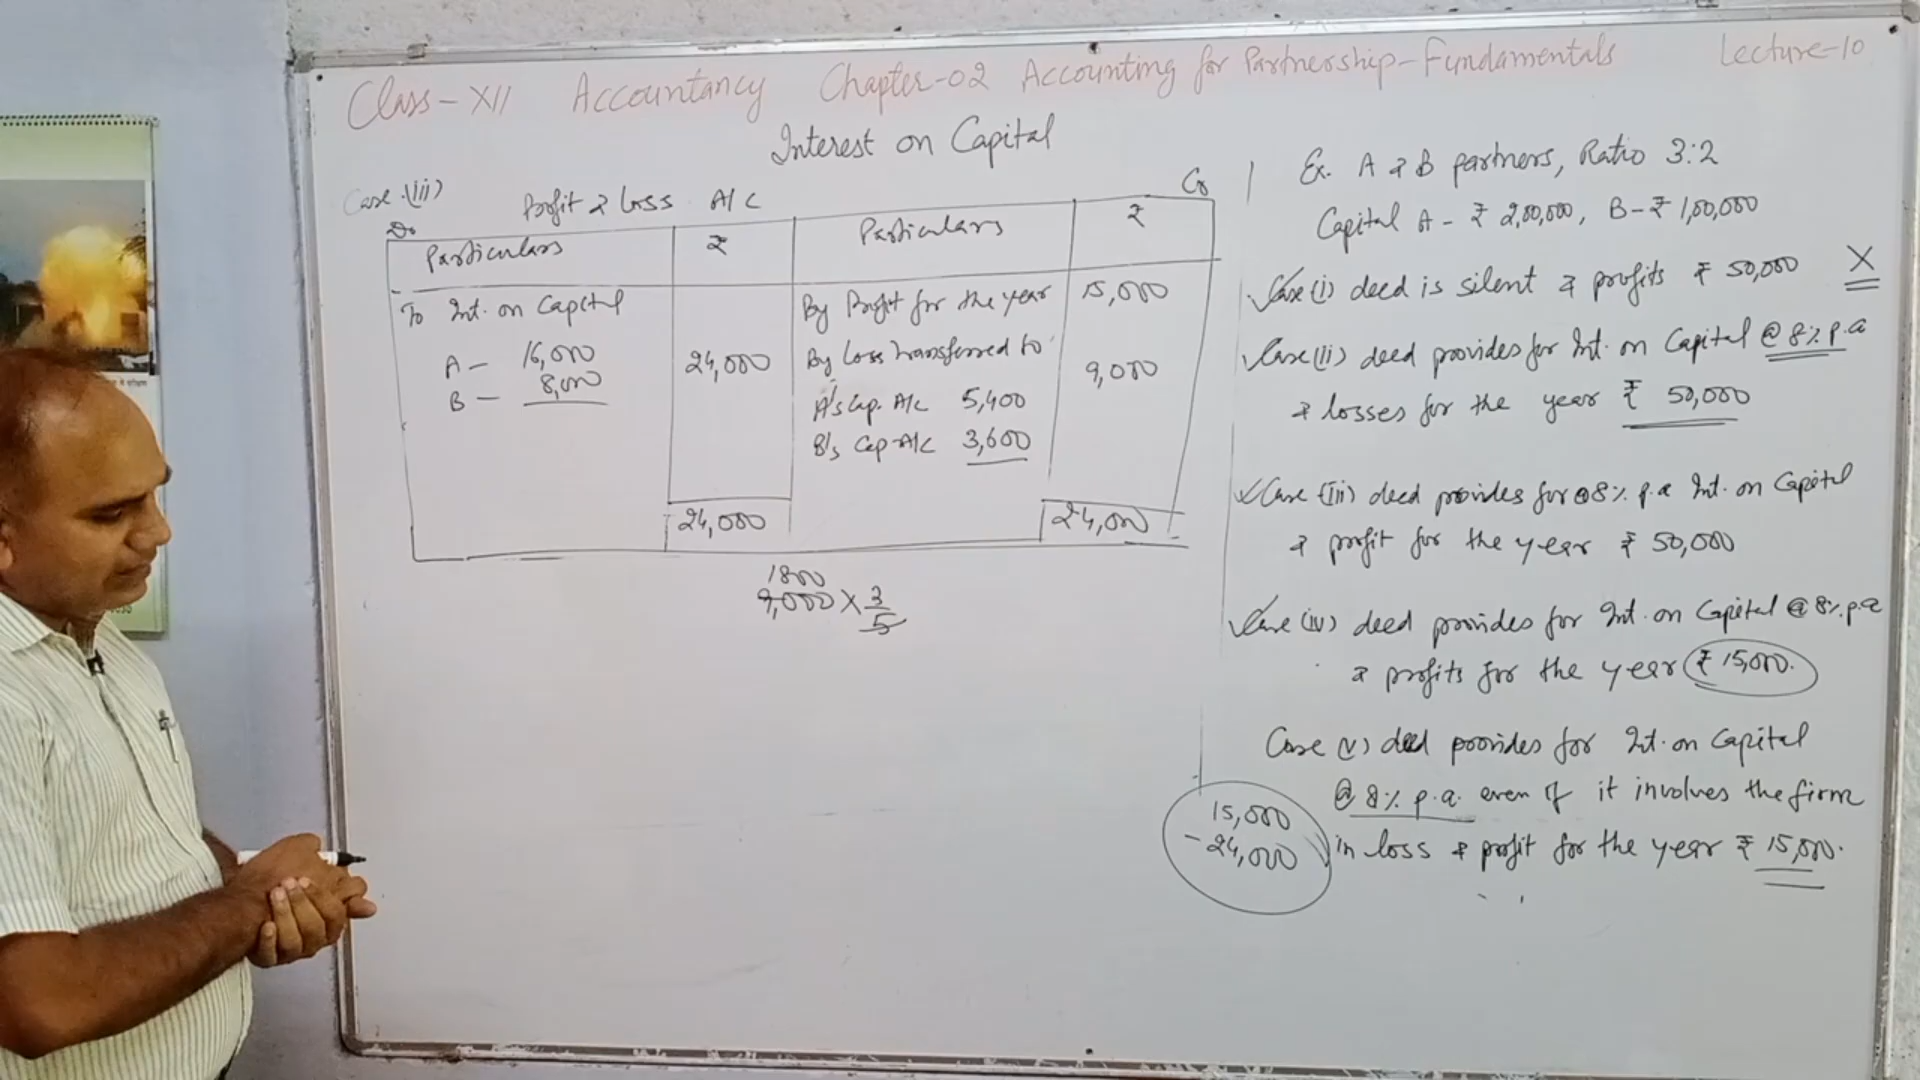 Class-XII Accountancy Chapter-02 Accounting for Partnership-Fundamentals Lecture-10
Interest on Capital
Case (iii) Profit & Loss A/C
Dr. Cr
Particulars ₹ Particulars ₹
To Int. on Capital
A - 16,000 24,000
B - 8,000
24,000
By Profit for the year 15,000
By Loss transferred to 9,000
A's Cap. A/c 5,400
B's Cap A/c 3,600
24,000
1800
9,000 × 3/5
Ex. A & B partners, Ratio 3:2
Capital A - ₹ 2,00,000, B - ₹ 1,00,000
Case (i) deed is silent & profits ₹ 50,000 X
Case (ii) deed provides for Int. on Capital @ 8% p.a
& losses for the year ₹ 50,000
Case (iii) deed provides for @8% p.a Int. on Capital
& profit for the year ₹ 50,000
Case (iv) deed provides for Int. on Capital @ 8% p.a
& profits for the year ₹ 15,000.
Case (v) deed provides for Int. on Capital
@ 8% p.a. even if it involves the firm
in loss & profit for the year ₹ 15,000.
15,000
- 24,000